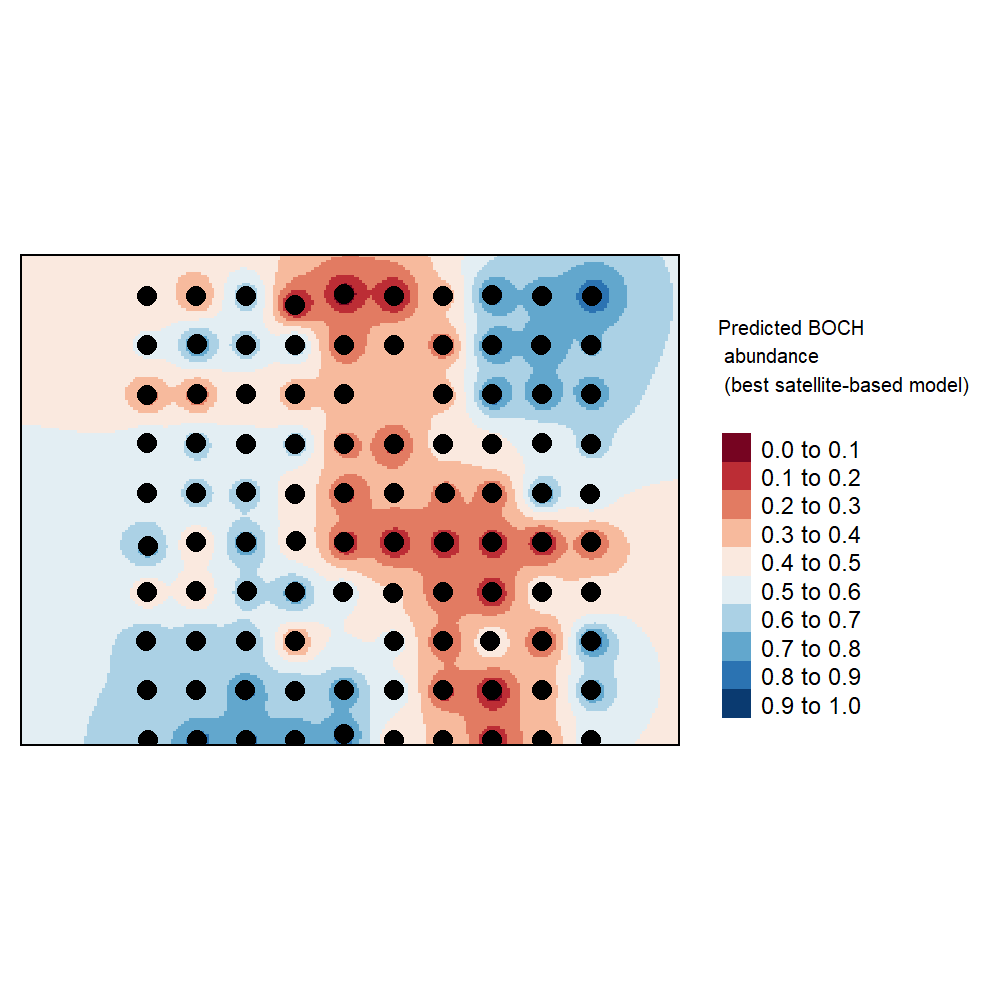 Predicted BOCH
abundance
(best satellite-based model)
0.0 to 0.1
0.1 to 0.2
0.2 to 0.3
0.3 to 0.4
0.4 to 0.5
0.5 to 0.6
0.6 to 0.7
0.7 to 0.8
0.8 to 0.9
0.9 to 1.0